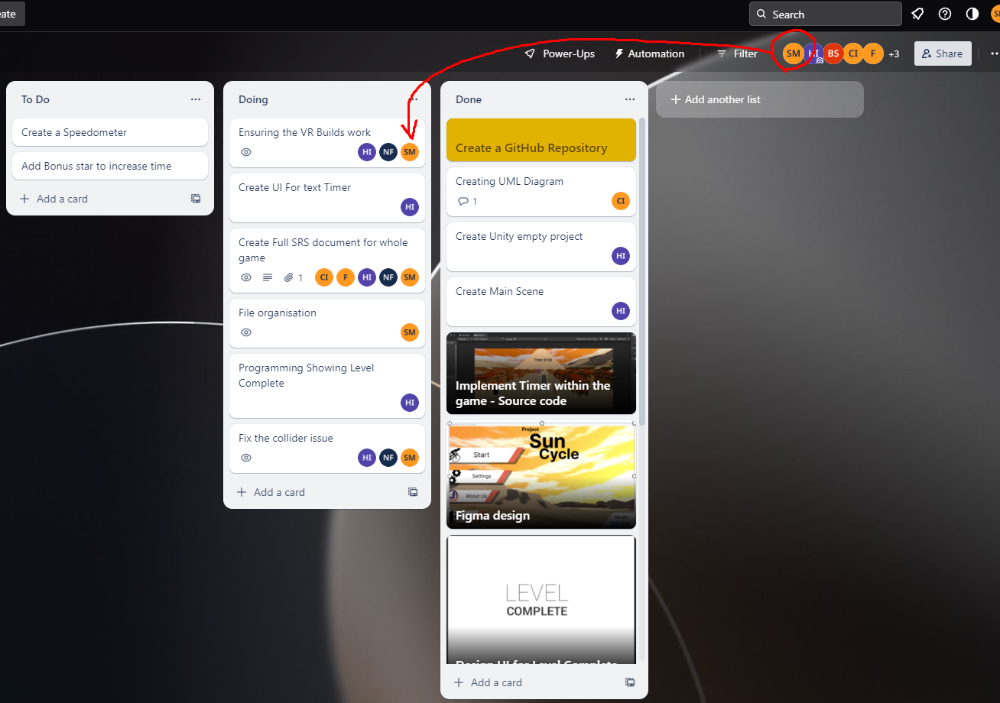 eate
Search
SM
Power-Ups
Automation
Filter
SM HI BS CI F +3
Share
To Do
Create a Speedometer
Add Bonus star to increase time
Add a card
Doing
Ensuring the VR Builds work
HI NF SM
Create UI For text Timer
HI
Create Full SRS document for whole
game
1 CI F HI NF SM
File organisation
SM
Programming Showing Level
Complete
HI
Fix the collider issue
HI NF SM
Add a card
Done
Create a GitHub Repository
Creating UML Diagram
1 CI
Create Unity empty project
HI
Create Main Scene
HI
Timer: 01:00
Implement Timer within the
game - Source code
Project
Sun
Cycle
Start
Settings
About Us
Music
Figma design
LEVEL
COMPLETE
Design UI for Level Complete
Add a card
Add another list